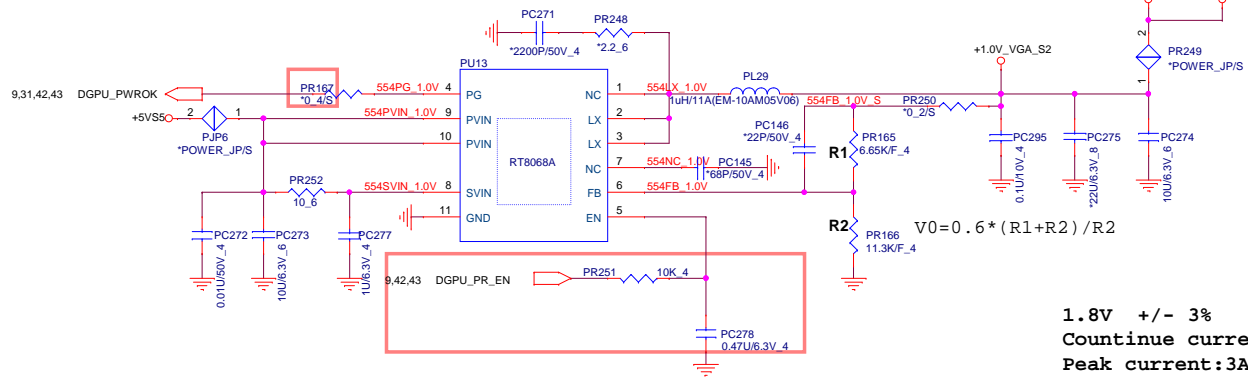 PC271
*2200P/50V_4
PR248
*2.2_6
PU13
9,31,42,43 DGPU_PWROK
PR167
*0_4/S
554PG_1.0V 4 PG
+5VS5 2 1 554PVIN_1.0V 9 PVIN
PJP6
*POWER_JP/S
10 PVIN
RT8068A
PR252
10_6
554SVIN_1.0V 8 SVIN
11 GND
PC272
0.01U/50V_4
PC273
10U/6.3V_6
PC277
1U/6.3V_4
NC 1 554LX_1.0V
LX 2
LX 3
NC 7 554NC_1.0V
FB 6 554FB_1.0V
EN 5
PL29
1uH/11A(EM-10AM05V06)
554FB_1.0V_S
PR250
*0_2/S
PC146
*22P/50V_4
PC145
*68P/50V_4
R1
PR165
6.65K/F_4
R2
PR166
11.3K/F_4
V0=0.6*(R1+R2)/R2
+1.0V_VGA_S2
2
PR249
*POWER_JP/S
1
PC295
0.1U/10V_4
PC275
*22U/6.3V_8
PC274
10U/6.3V_6
9,42,43 DGPU_PR_EN
PR251
10K_4
PC278
0.47U/6.3V_4
1.8V +/- 3%
Countinue curre
Peak current:3A